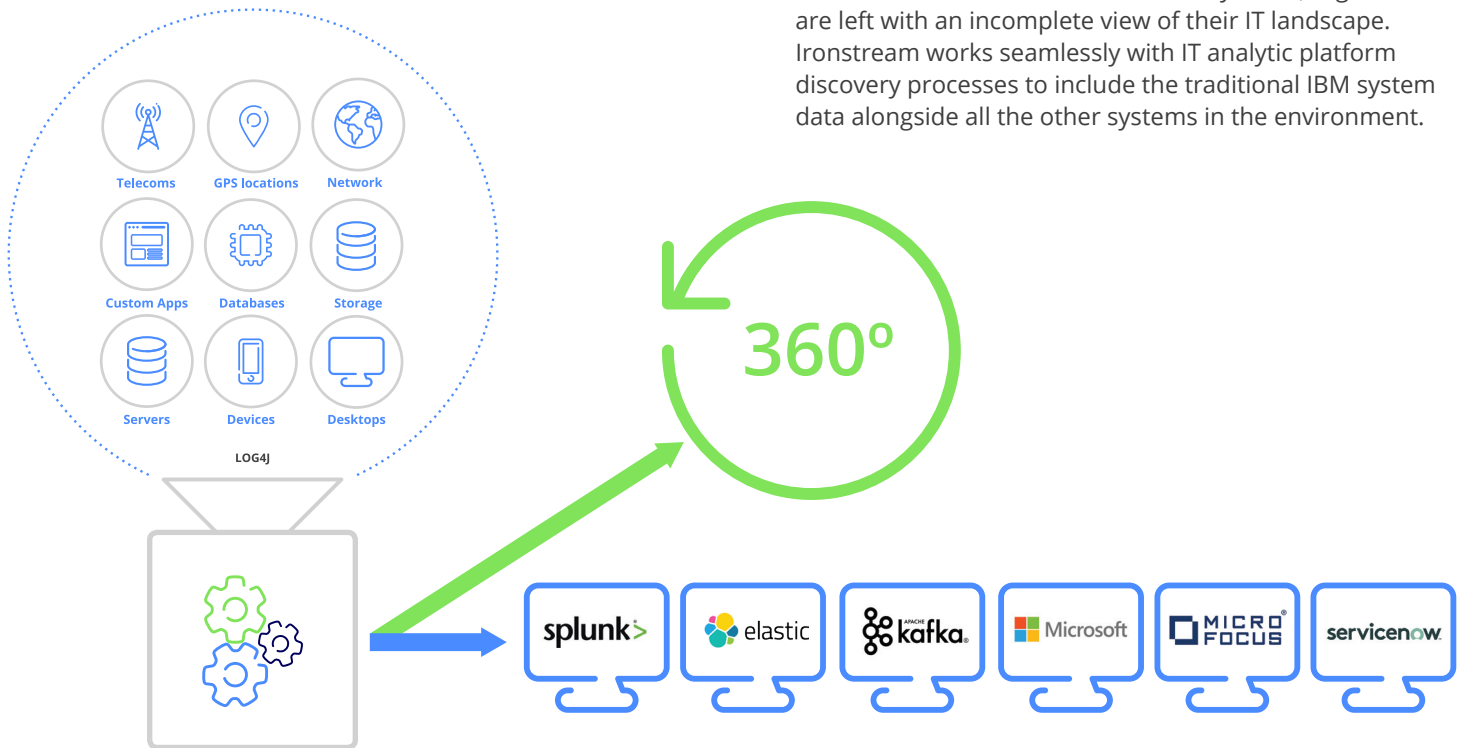 are left with an incomplete view of their IT landscape.
Ironstream works seamlessly with IT analytic platform
discovery processes to include the traditional IBM system
data alongside all the other systems in the environment.
Telecoms GPS locations Network
Custom Apps Databases Storage
Servers Devices Desktops
LOG4J
360º
splunk> elastic APACHE kafka® Microsoft MICRO FOCUS® servicenow